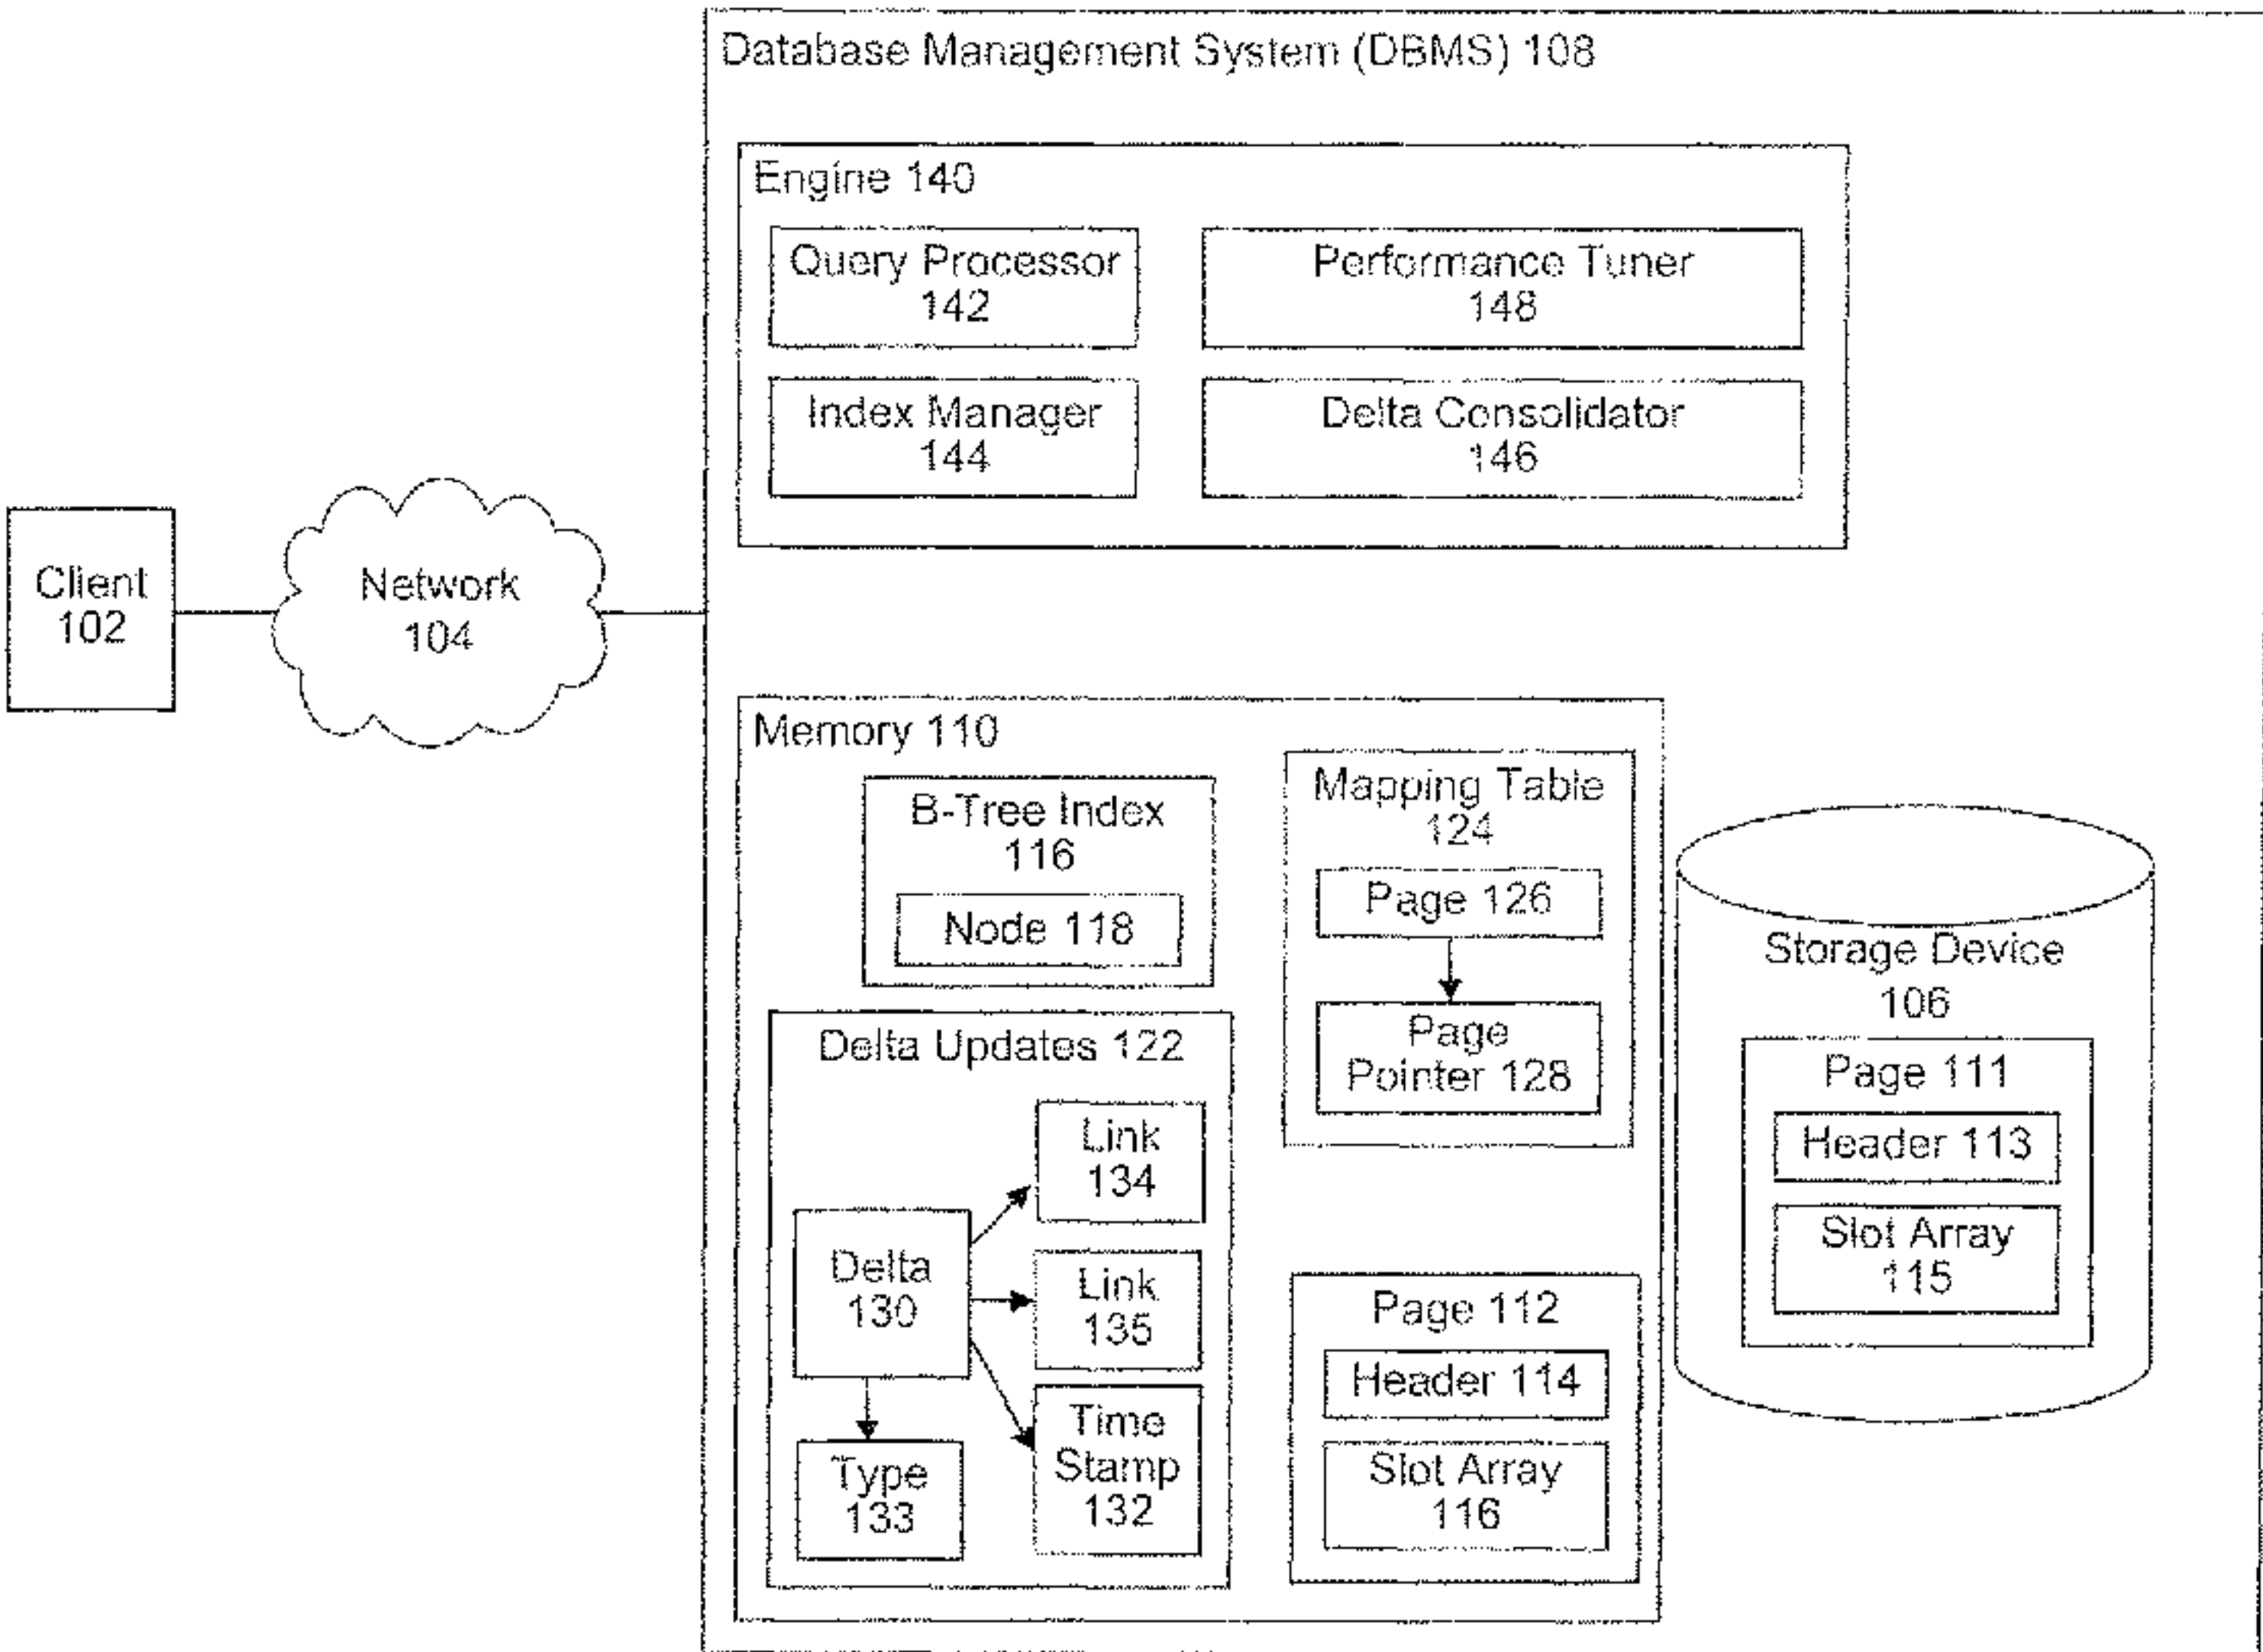 Database Management System (DBMS) 108
Engine 140
Query Processor
142
Performance Tuner
148
Index Manager
144
Delta Consolidator
146
Client
102
Network
104
Memory 110
B-Tree Index
116
Node 118
Mapping Table
124
Page 126
Page
Pointer 128
Delta Updates 122
Link
134
Delta
130
Link
135
Type
133
Time
Stamp
132
Page 112
Header 114
Slot Array
116
Storage Device
106
Page 111
Header 113
Slot Array
115